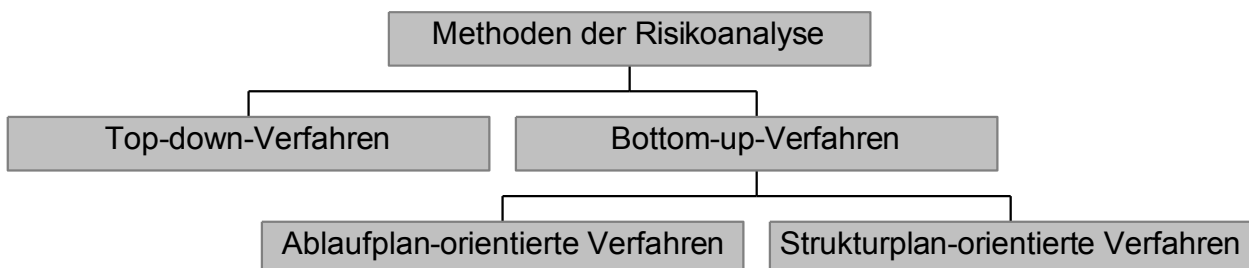 Methoden der Risikoanalyse
Top-down-Verfahren
Bottom-up-Verfahren
Ablaufplan-orientierte Verfahren
Strukturplan-orientierte Verfahren